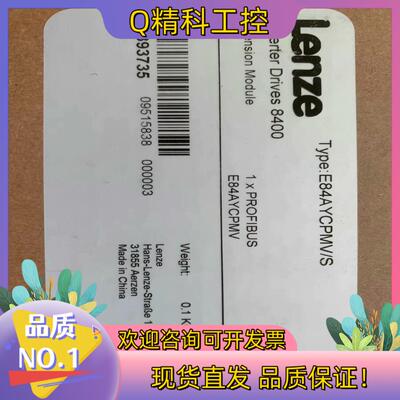 Q精科工控
Lenze
erter Drives 8400
ension Module
Type:E84AYCPMV/S
1 x PROFIBUS
E84AYCPMV
393735
09515838 000003
Weight: 0.1 K
Lenze
Hans-Lenze-Straße 1
31855 Aerzen
Made in China
品质
NO.1
欢迎咨询可开发票
现货直发 品质保证!